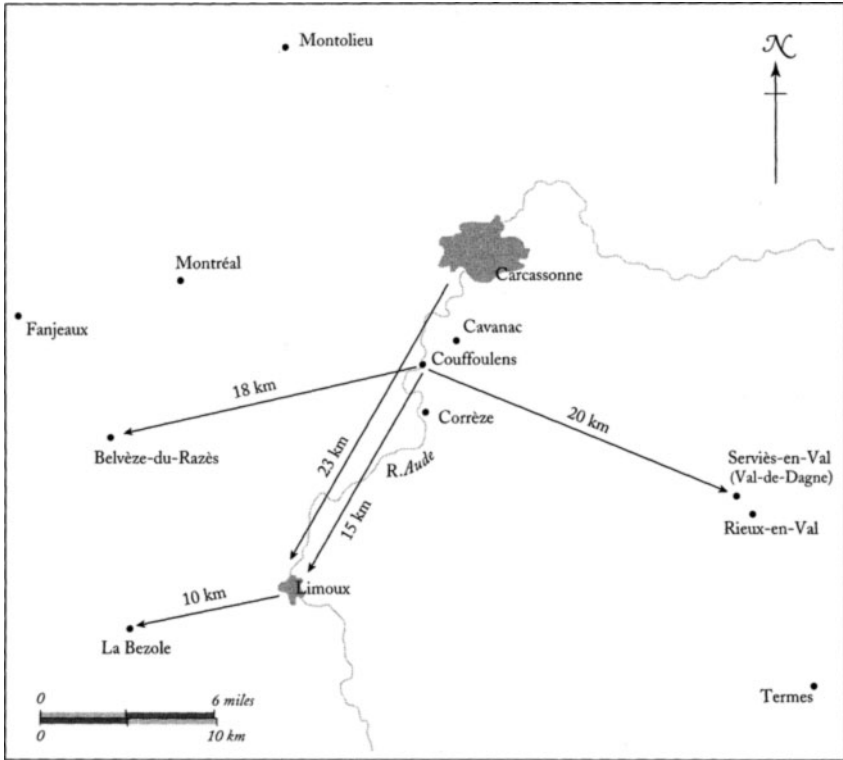 Montolieu
N
Carcassonne
Montréal
Fanjeaux
Cavanac
Couffoulens
18 km
20 km
Corrèze
Belvèze-du-Razès
23 km
R. Aude
Serviès-en-Val
(Val-de-Dagne)
15 km
Rieux-en-Val
Limoux
10 km
La Bezole
0 6 miles
0 10 km
Termes